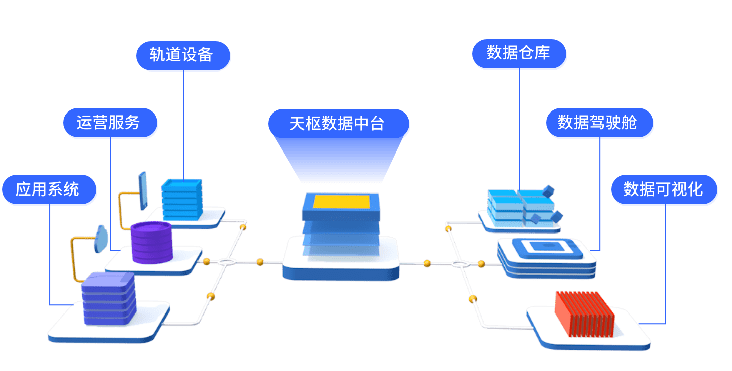 轨道设备
数据仓库
运营服务
天枢数据中台
数据驾驶舱
应用系统
数据可视化